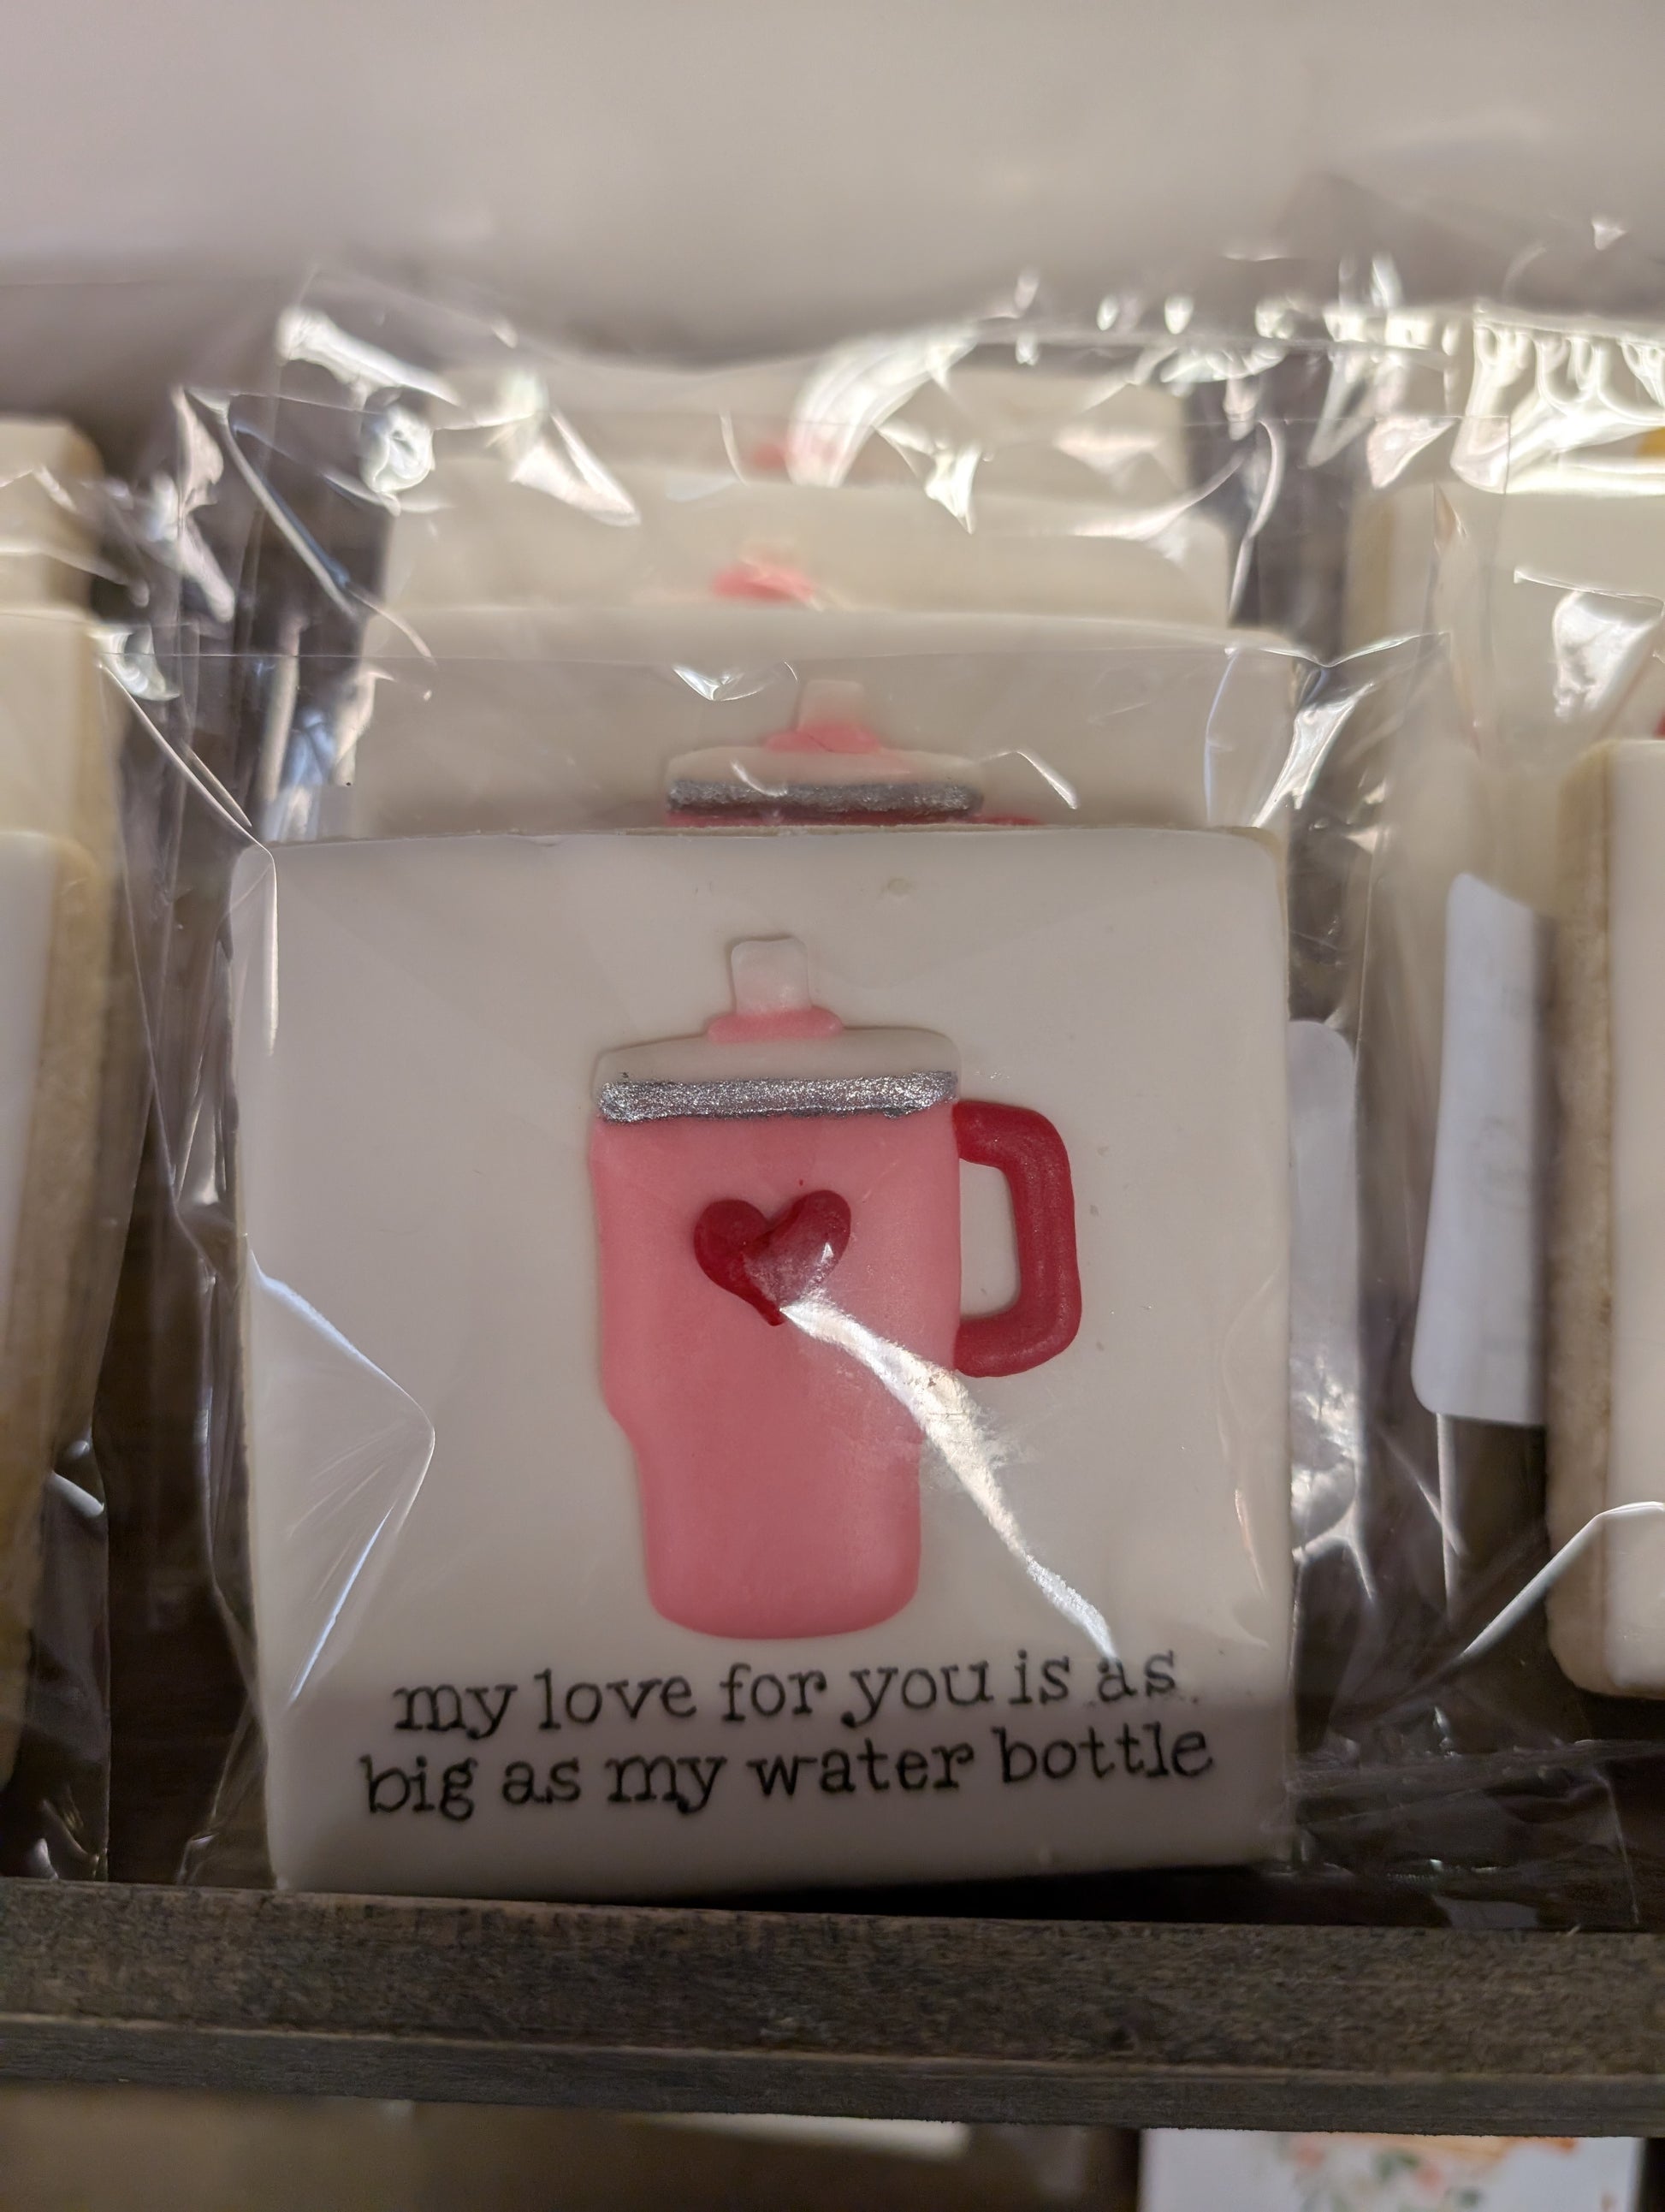 my love for you is as
big as my water bottle